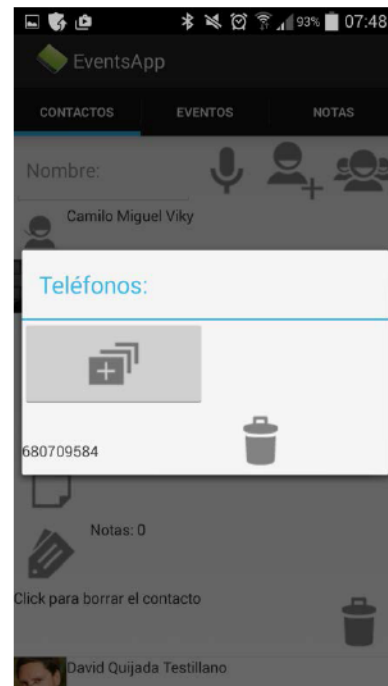 93% 07:48
EventsApp
CONTACTOS EVENTOS NOTAS
Nombre:
Camilo Miguel Viky
Teléfonos:
680709584
Notas: 0
Click para borrar el contacto
David Quijada Testillano